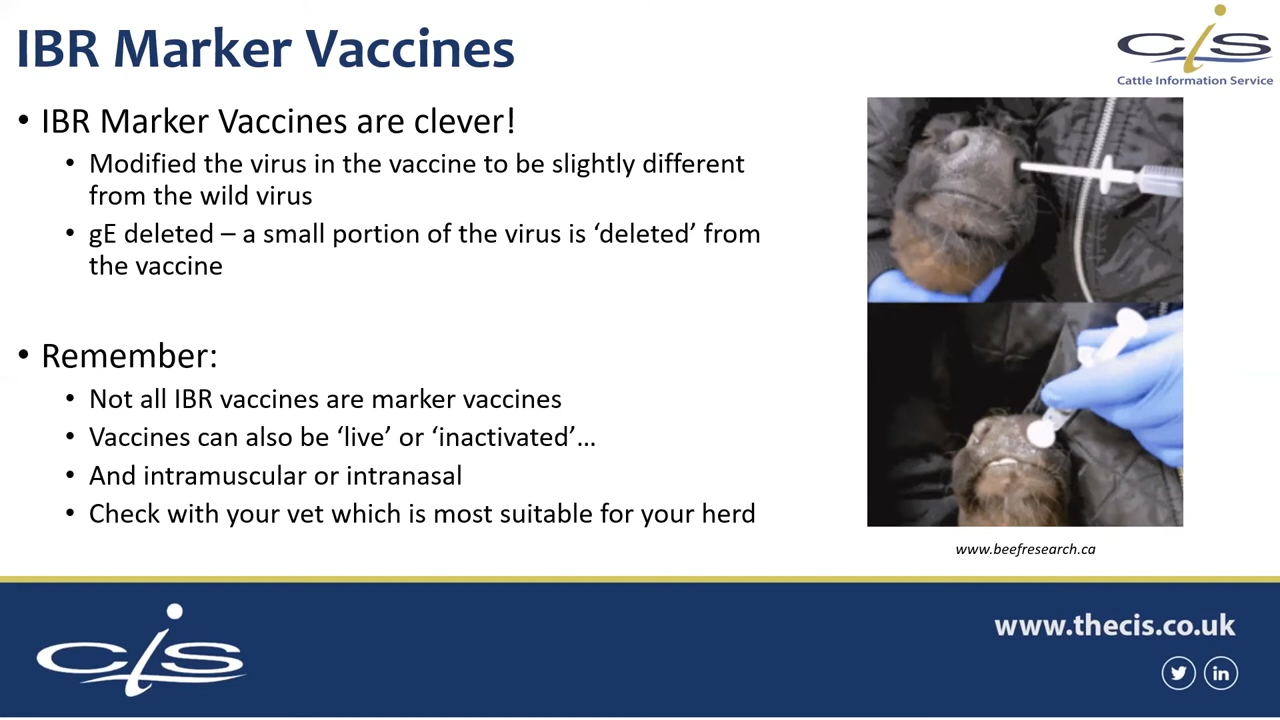 IBR Marker Vaccines
cis
Cattle Information Service
• IBR Marker Vaccines are clever!
• Modified the virus in the vaccine to be slightly different
from the wild virus
• gE deleted – a small portion of the virus is ‘deleted’ from
the vaccine
• Remember:
• Not all IBR vaccines are marker vaccines
• Vaccines can also be ‘live’ or ‘inactivated’...
• And intramuscular or intranasal
• Check with your vet which is most suitable for your herd
www.beefresearch.ca
cis
www.thecis.co.uk
in